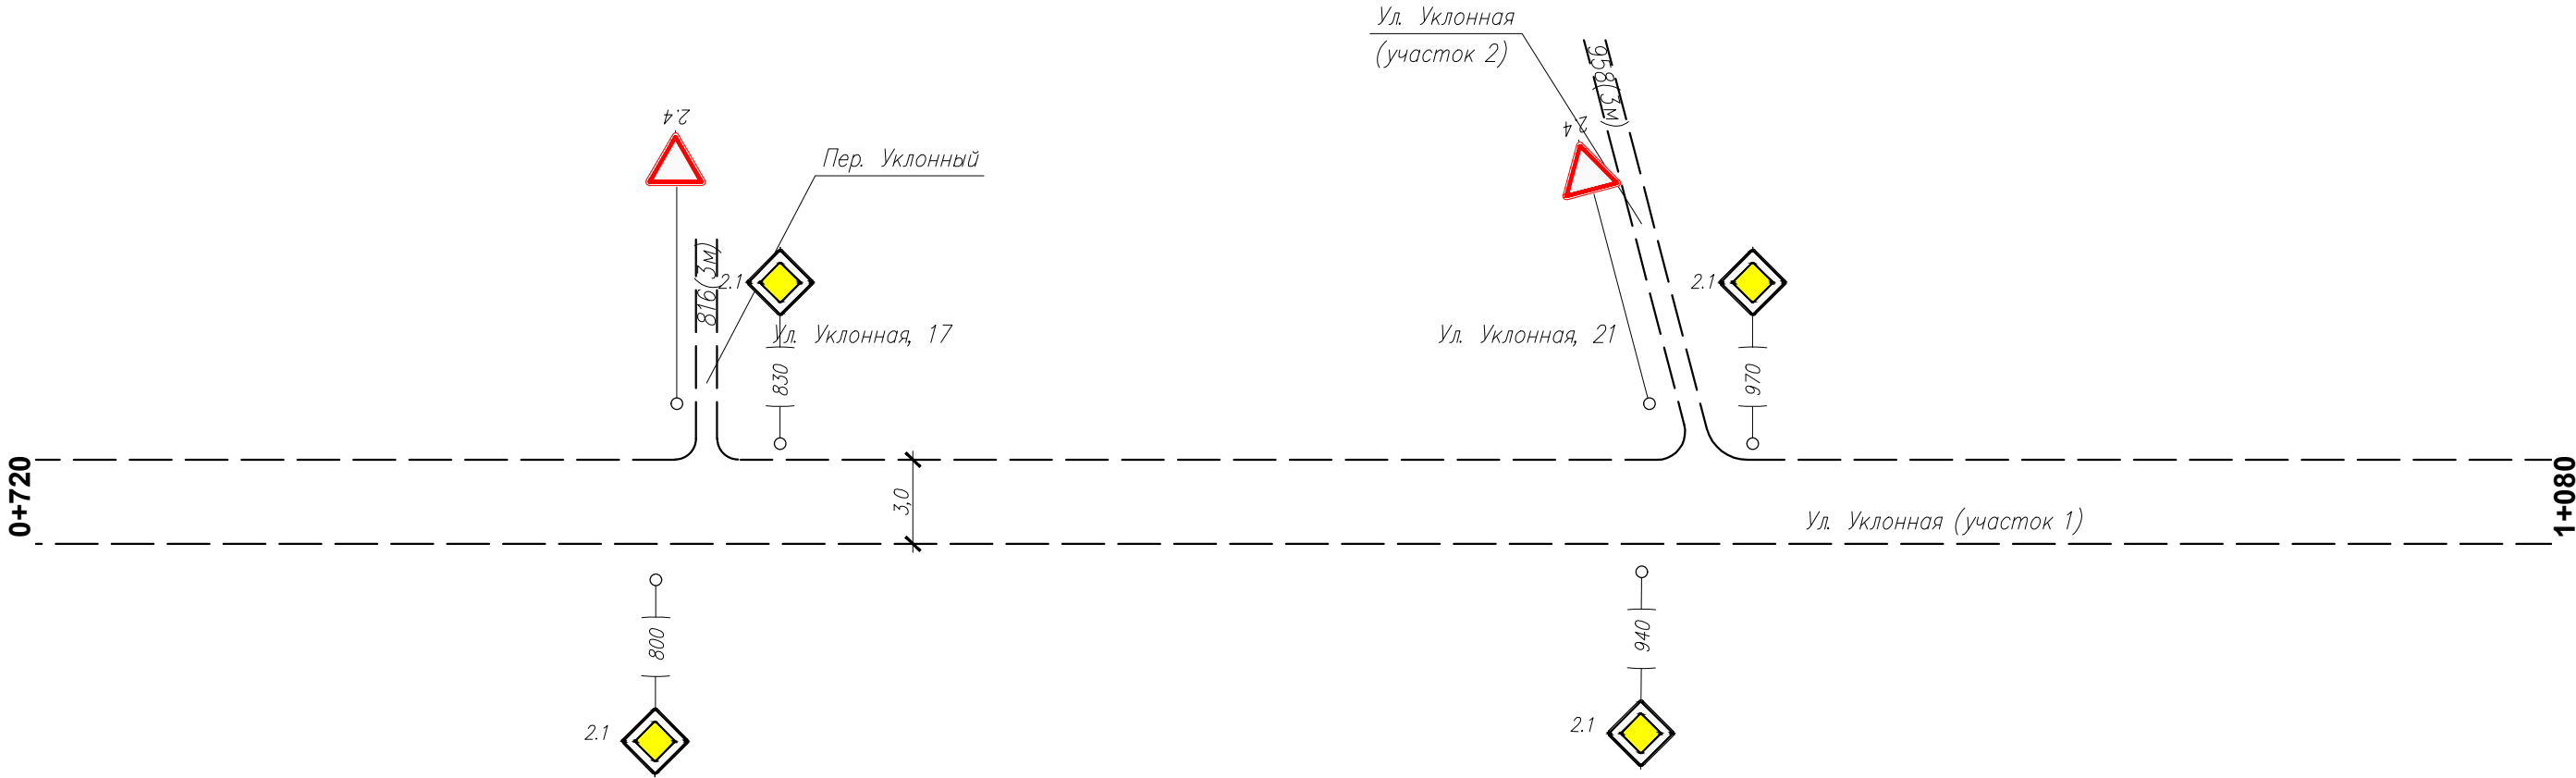 Ул. Уклонная
(участок 2)
958(3м)
2.4
2.4
Пер. Уклонный
816(3м)
2.1
2.1
Ул. Уклонная, 17
Ул. Уклонная, 21
830
970
0+720
3,0
Ул. Уклонная (участок 1)
1+080
800
940
2.1
2.1